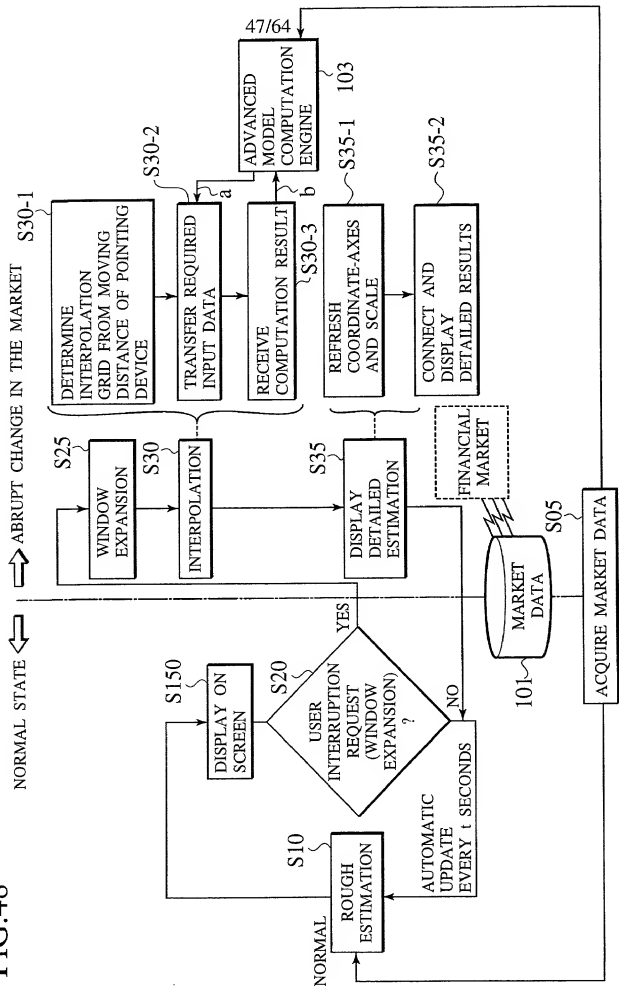 NORMAL STATE
ABRUPT CHANGE IN THE MARKET
S25
WINDOW
EXPANSION
S30
INTERPOLATION
S35
DISPLAY
DETAILED
ESTIMATION
S30-1
DETERMINE
INTERPOLATION
GRID FROM MOVING
DISTANCE OF POINTING
DEVICE
S30-2
TRANSFER REQUIRED
INPUT DATA
RECEIVE
COMPUTATION RESULT
S30-3
a
b
47/64
ADVANCED
MODEL
COMPUTATION
ENGINE
103
S35-1
REFRESH
COORDINATE-AXES
AND SCALE
S35-2
CONNECT AND
DISPLAY
DETAILED RESULTS
S150
DISPLAY ON
SCREEN
S20
USER
INTERRUPTION
REQUEST
(WINDOW
EXPANSION)
?
YES
NO
NORMAL
S10
ROUGH
ESTIMATION
AUTOMATIC
UPDATE
EVERY t SECONDS
FINANCIAL
MARKET
MARKET
DATA
101
S05
ACQUIRE MARKET DATA